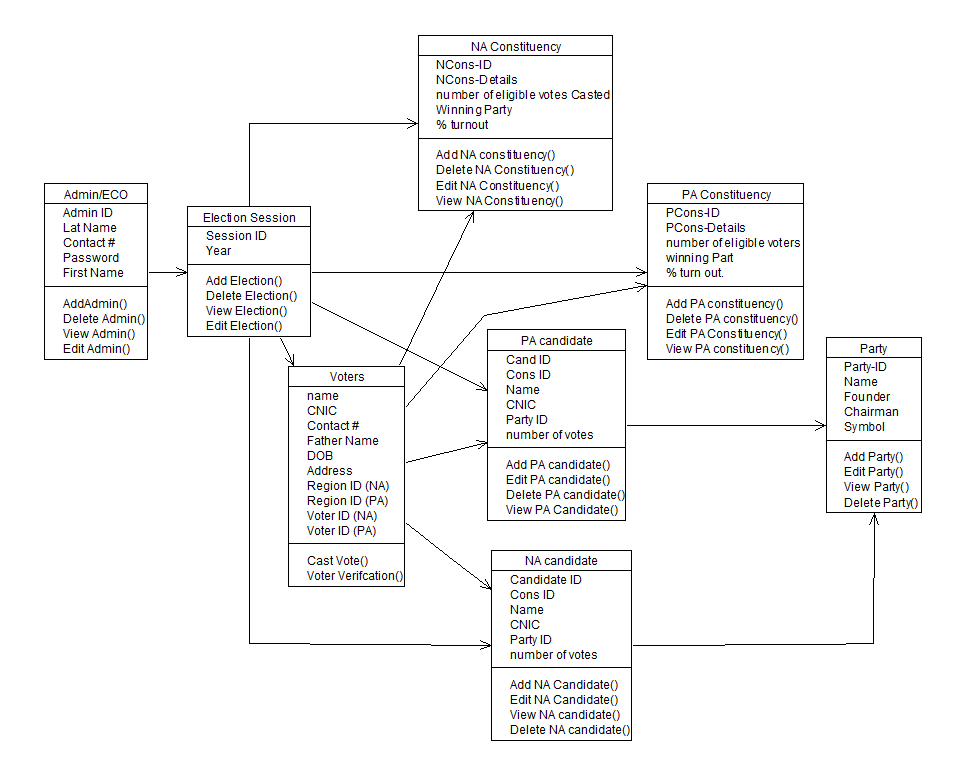 NA Constituency
NCons-ID
NCons-Details
number of eligible votes Casted
Winning Party
% turnout
Add NA constituency()
Delete NA Constituency()
Edit NA Constituency()
View NA Constituency()
Admin/ECO
Admin ID
Lat Name
Contact #
Password
First Name
AddAdmin()
Delete Admin()
View Admin()
Edit Admin()
Election Session
Session ID
Year
Add Election()
Delete Election()
View Election()
Edit Election()
PA Constituency
PCons-ID
PCons-Details
number of eligible voters
winning Part
% turn out.
Add PA constituency()
Delete PA constituency()
Edit PA Constituency()
View PA constituency()
Voters
name
CNIC
Contact #
Father Name
DOB
Address
Region ID (NA)
Region ID (PA)
Voter ID (NA)
Voter ID (PA)
Cast Vote()
Voter Verifcation()
PA candidate
Cand ID
Cons ID
Name
CNIC
Party ID
number of votes
Add PA candidate()
Edit PA candidate()
Delete PA candidate()
View PA Candidate()
Party
Party-ID
Name
Founder
Chairman
Symbol
Add Party()
Edit Party()
View Party()
Delete Party()
NA candidate
Candidate ID
Cons ID
Name
CNIC
Party ID
number of votes
Add NA Candidate()
Edit NA Candidate()
View NA candidate()
Delete NA candidate()